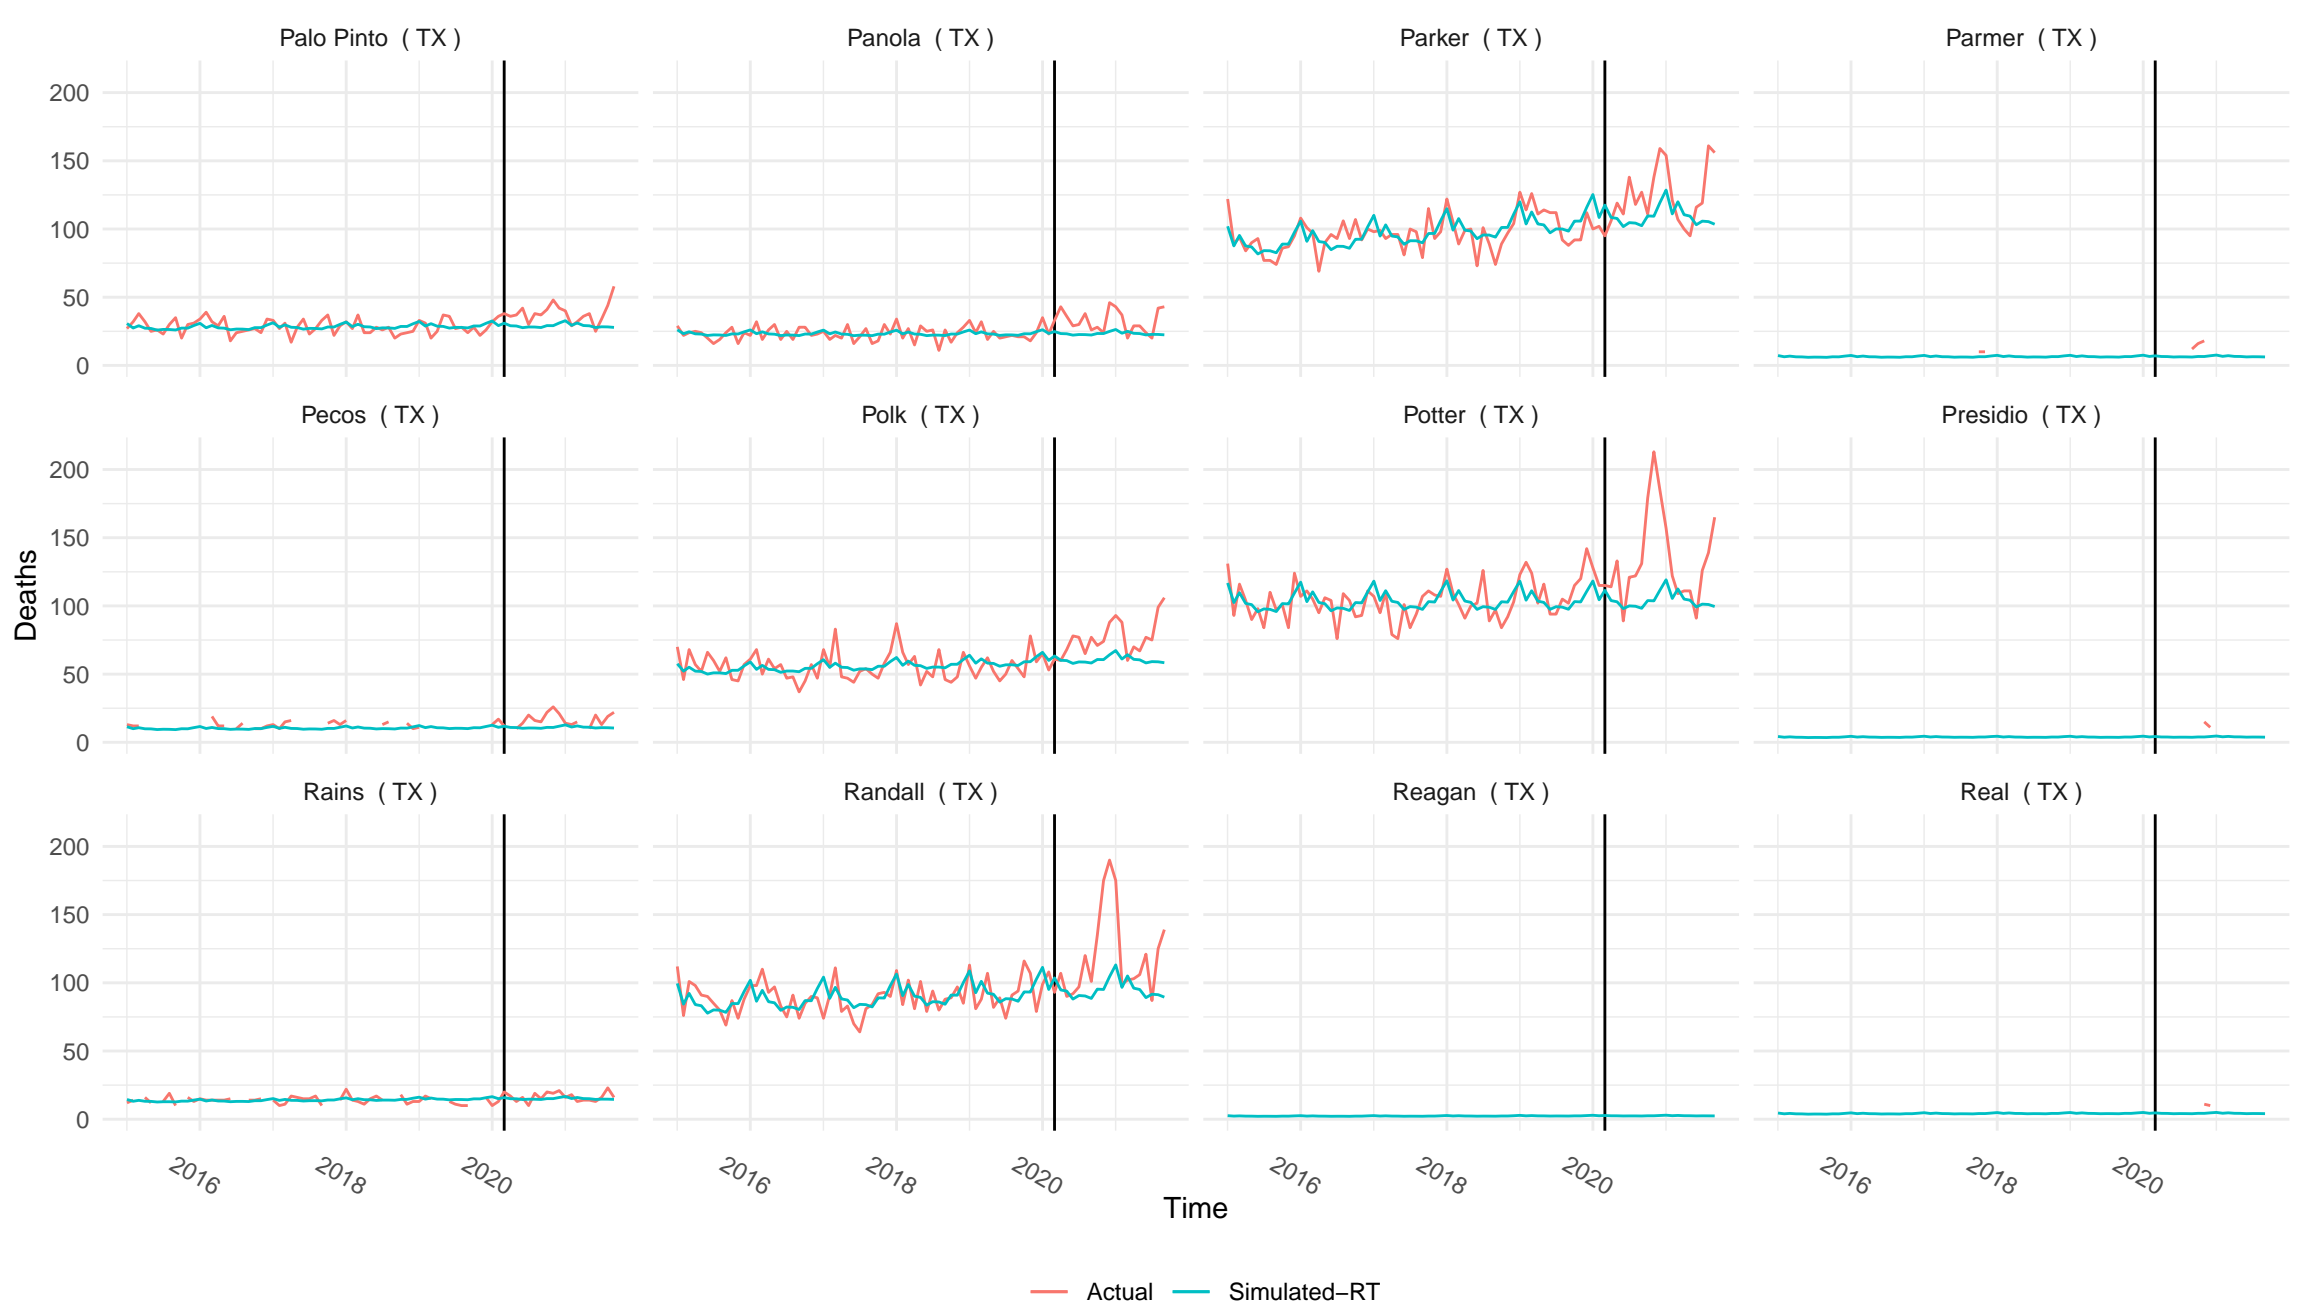 Palo Pinto ( TX )
Panola ( TX )
Parker ( TX )
Parmer ( TX )
200
150
100
50
0
Pecos ( TX )
Polk ( TX )
Potter ( TX )
Presidio ( TX )
200
150
100
50
0
Rains ( TX )
Randall ( TX )
Reagan ( TX )
Real ( TX )
200
150
100
50
0
Deaths
2016 2018 2020
2016 2018 2020
2016 2018 2020
2016 2018 2020
Time
Actual
Simulated−RT